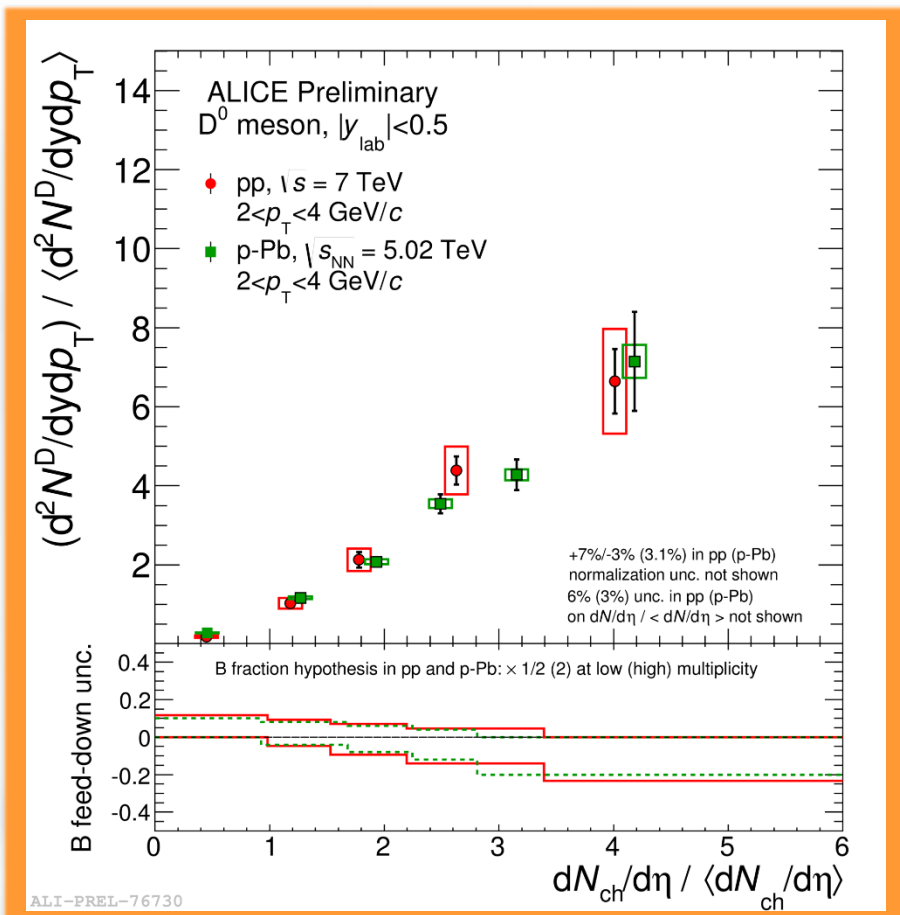 (d²N^D/dydp_T) / ⟨d²N^D/dydp_T⟩
14
12
10
8
6
4
2
ALICE Preliminary
D⁰ meson, |y_lab|<0.5
pp, √s = 7 TeV
2<p_T<4 GeV/c
p-Pb, √s_NN = 5.02 TeV
2<p_T<4 GeV/c
+7%/-3% (3.1%) in pp (p-Pb)
normalization unc. not shown
6% (3%) unc. in pp (p-Pb)
on dN/dη / < dN/dη > not shown
B feed-down unc.
0.4
0.2
0
-0.2
-0.4
B fraction hypothesis in pp and p-Pb: × 1/2 (2) at low (high) multiplicity
0 1 2 3 4 5 6
dN_ch/dη / ⟨dN_ch/dη⟩
ALI-PREL-76730